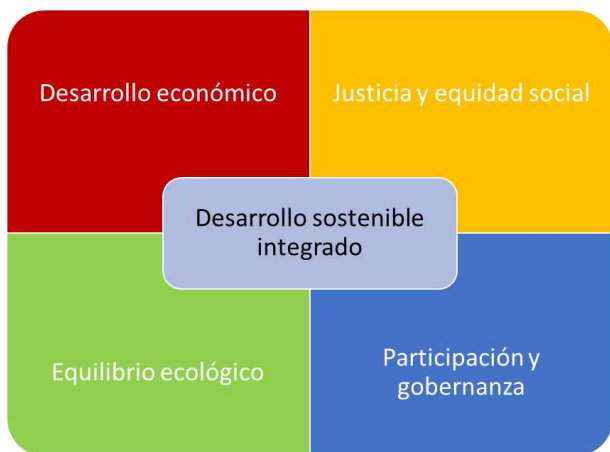 Desarrollo económico
Justicia y equidad social
Desarrollo sostenible
integrado
Equilibrio ecológico
Participación y
gobernanza